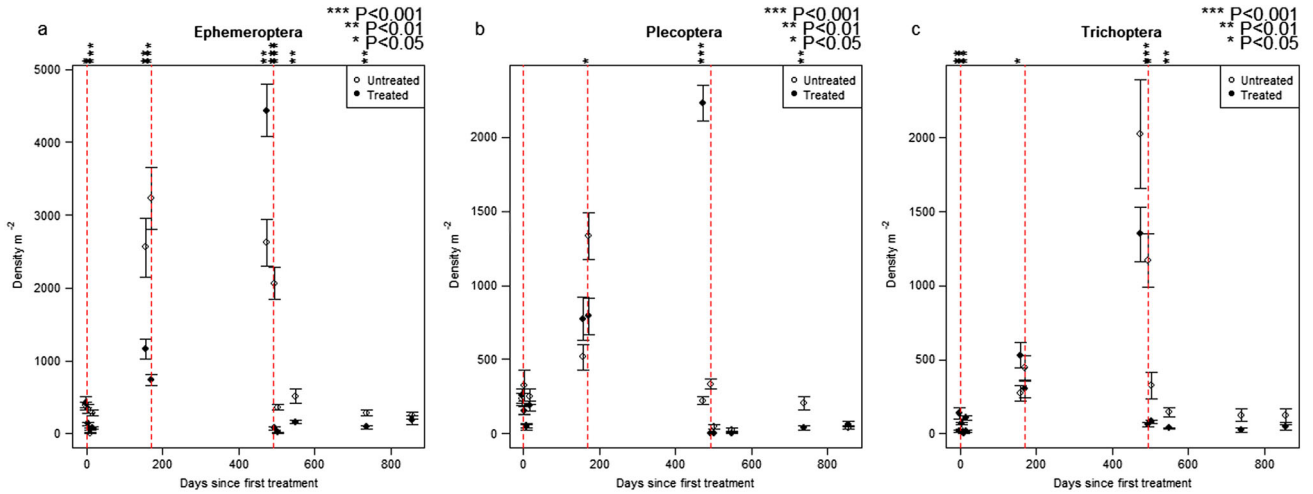 a
Ephemeroptera
*** P<0.001
** P<0.01
* P<0.05
Untreated
Treated
5000
4000
3000
2000
1000
0
Density m -2
0 200 400 600 800
Days since first treatment
b
Plecoptera
*** P<0.001
** P<0.01
* P<0.05
Untreated
Treated
2000
1500
1000
500
0
Density m -2
0 200 400 600 800
Days since first treatment
c
Trichoptera
*** P<0.001
** P<0.01
* P<0.05
Untreated
Treated
2000
1500
1000
500
0
Density m -2
0 200 400 600 800
Days since first treatment